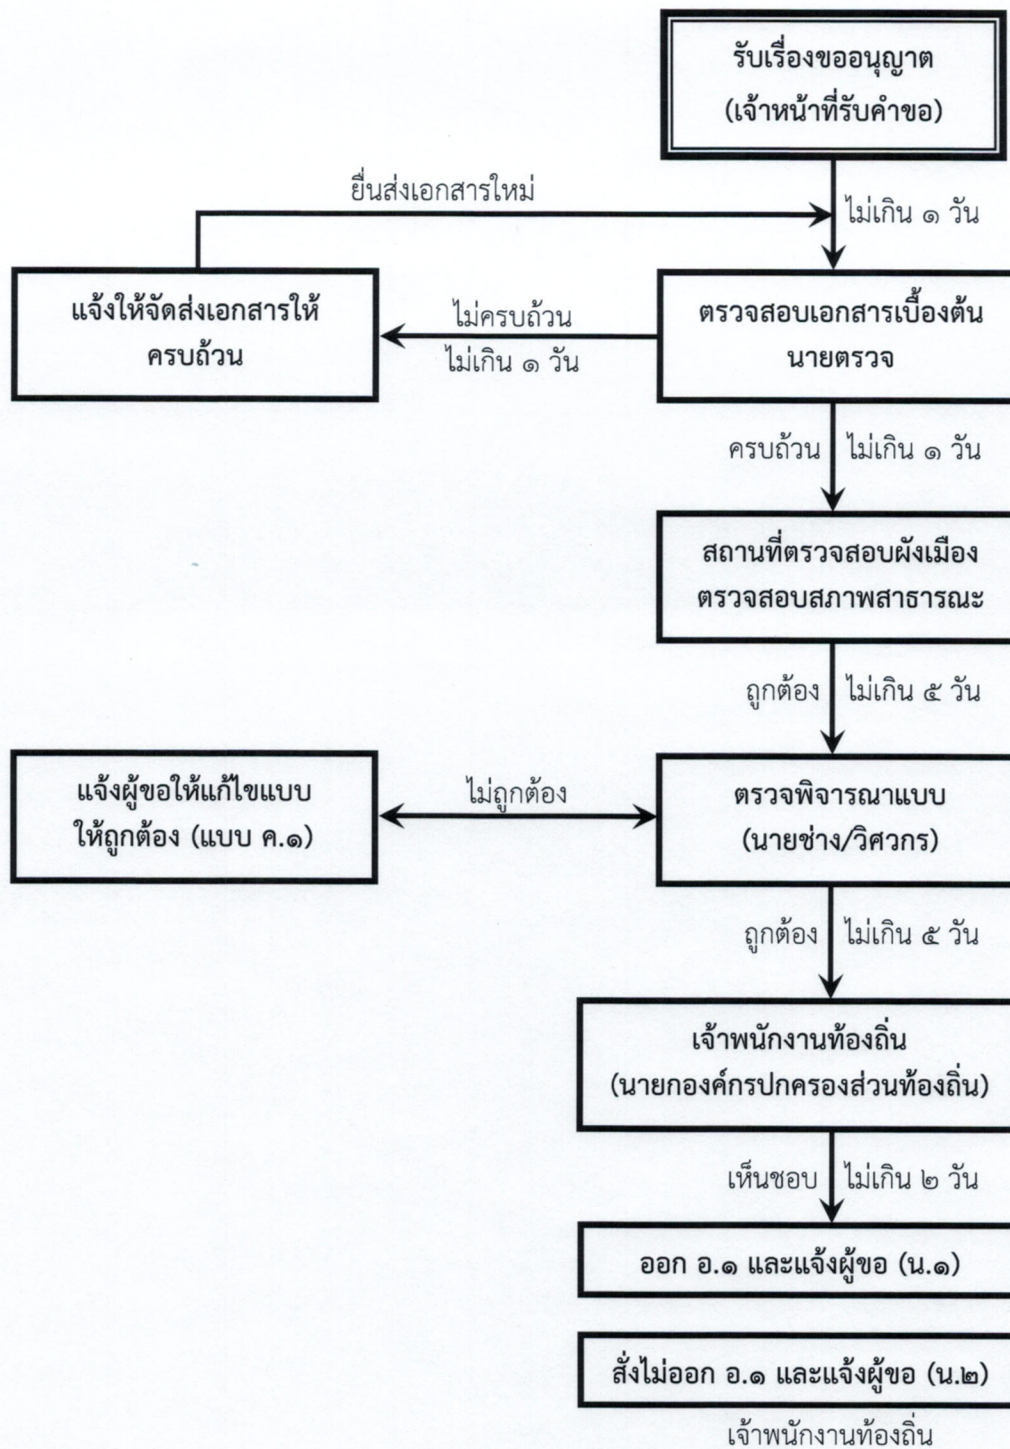 รับเรื่องขออนุญาต
(เจ้าหน้าที่รับคำขอ)
ยื่นส่งเอกสารใหม่
ไม่เกิน ๑ วัน
แจ้งให้จัดส่งเอกสารให้
ครบถ้วน
ไม่ครบถ้วน
ไม่เกิน ๑ วัน
ตรวจสอบเอกสารเบื้องต้น
นายตรวจ
ครบถ้วน ไม่เกิน ๑ วัน
สถานที่ตรวจสอบผังเมือง
ตรวจสอบสภาพสาธารณะ
ถูกต้อง ไม่เกิน ๕ วัน
แจ้งผู้ขอให้แก้ไขแบบ
ให้ถูกต้อง (แบบ ค.๑)
ไม่ถูกต้อง
ตรวจพิจารณาแบบ
(นายช่าง/วิศวกร)
ถูกต้อง ไม่เกิน ๕ วัน
เจ้าพนักงานท้องถิ่น
(นายกองค์กรปกครองส่วนท้องถิ่น)
เห็นชอบ ไม่เกิน ๒ วัน
ออก อ.๑ และแจ้งผู้ขอ (น.๑)
สั่งไม่ออก อ.๑ และแจ้งผู้ขอ (น.๒)
เจ้าพนักงานท้องถิ่น